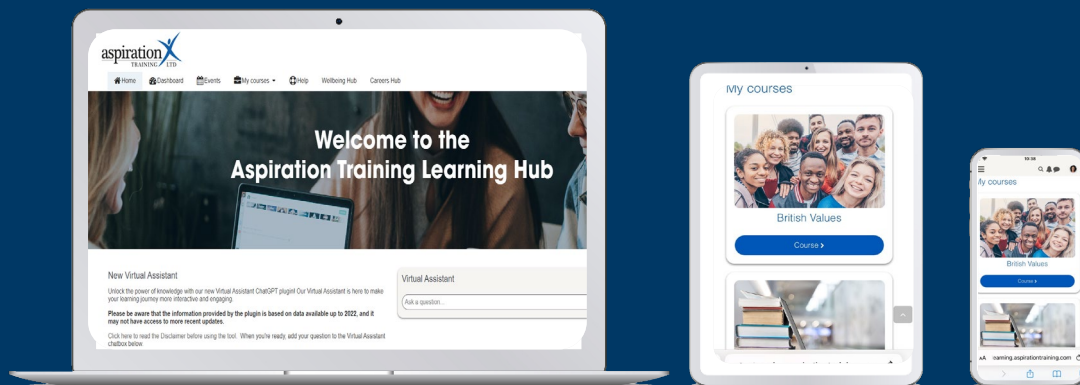 aspiration
TRAINING LTD
Home Dashboard Events My courses Help Wellbeing Hub Careers Hub
Welcome to the
Aspiration Training Learning Hub
New Virtual Assistant
Unlock the power of knowledge with our new Virtual Assistant ChatGPT plugin! Our Virtual Assistant is here to make
your learning journey more interactive and engaging.
Please be aware that the information provided by the plugin is based on data available up to 2022, and it
may not have access to more recent updates.
Click here to read the Disclaimer before using the tool. When you're ready, add your question to the Virtual Assistant
chatbox below.
Virtual Assistant
Ask a question...
My courses
British Values
Course
10:38
My courses
British Values
Course
AA earning.aspirationtraining.com